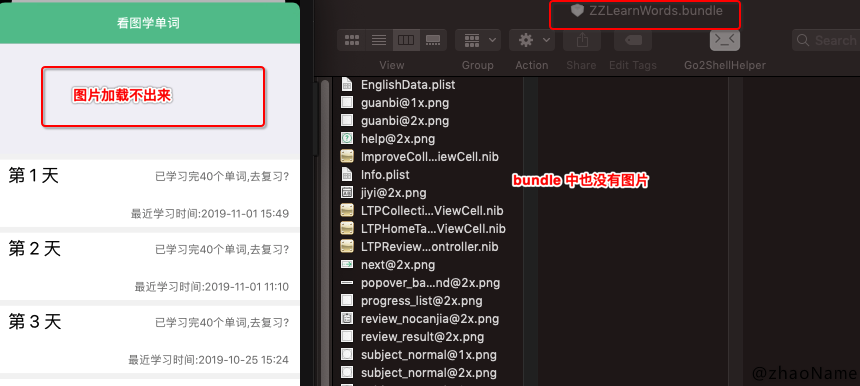 看图学单词
图片加载不出来
第 1 天
已学习完40个单词,去复习?
最近学习时间:2019-11-01 15:49
第 2 天
已学习完40个单词,去复习?
最近学习时间:2019-11-01 11:10
第 3 天
已学习完40个单词,去复习?
最近学习时间:2019-10-25 15:24
ZZLearnWords.bundle
View
Group
Action
Share
Edit Tags
Go2ShellHelper
Search
EnglishData.plist
guanbi@1x.png
guanbi@2x.png
help@2x.png
ImproveColl...iewCell.nib
Info.plist
jiyi@2x.png
LTPCollecti...ViewCell.nib
LTPHomeTa...ViewCell.nib
LTPReview...ontroller.nib
next@2x.png
popover_ba...nd@2x.png
progress_list@2x.png
review_nocanjia@2x.png
review_result@2x.png
subject_normal@1x.png
subject_normal@2x.png
bundle 中也没有图片
@zhaoName